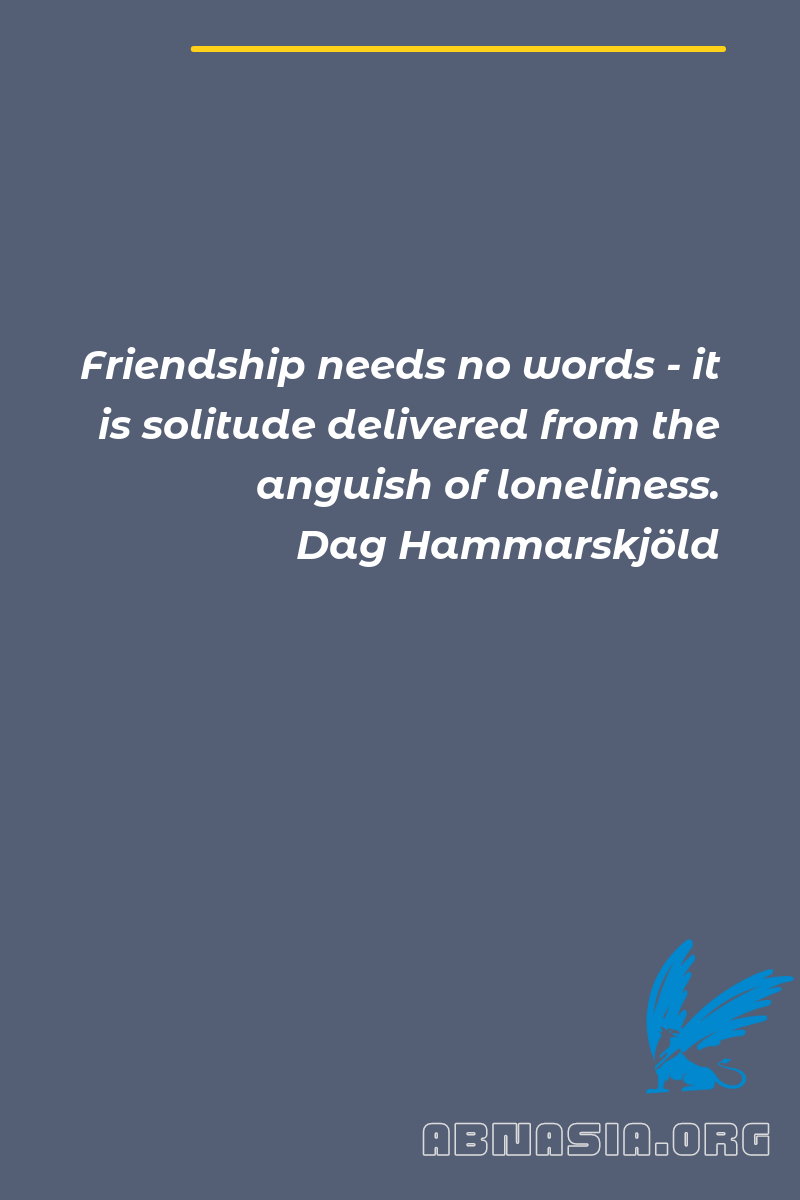 Friendship needs no words - it
is solitude delivered from the
anguish of loneliness.
Dag Hammarskjöld
ABNASIA.ORG